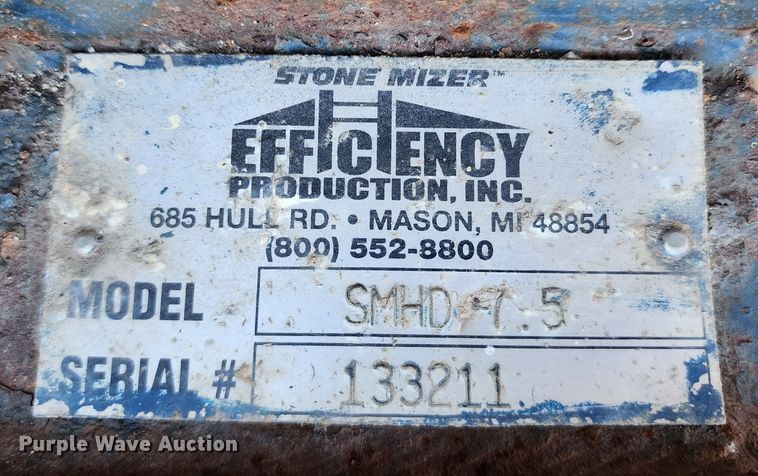 STONE MIZER™
EFFICIENCY
PRODUCTION, INC.
685 HULL RD. • MASON, MI 48854
(800) 552-8800
MODEL SMHD 7.5
SERIAL # 133211
Purple Wave Auction